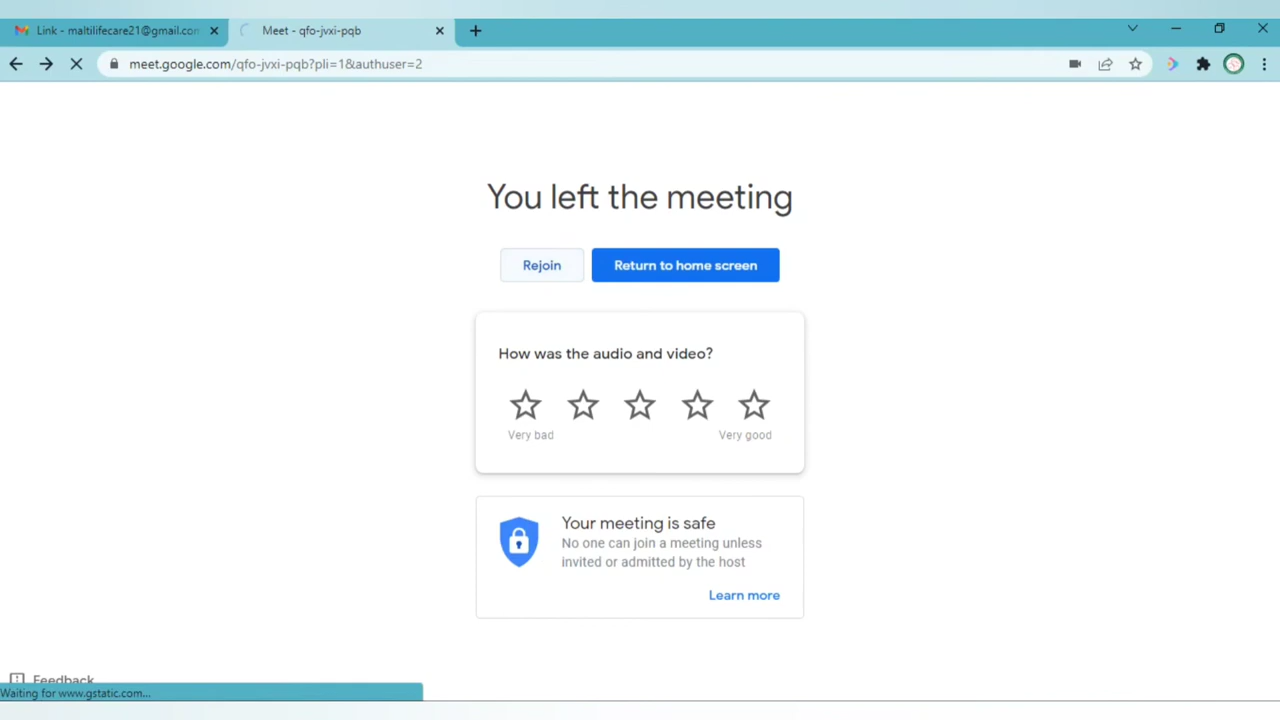 Link - maltilifecare21@gmail.con
Meet - qfo-jvxi-pqb
meet.google.com/qfo-jvxi-pqb?pli=1&authuser=2
You left the meeting
Rejoin
Return to home screen
How was the audio and video?
Very bad
Very good
Your meeting is safe
No one can join a meeting unless
invited or admitted by the host
Learn more
Feedback
Waiting for www.gstatic.com...